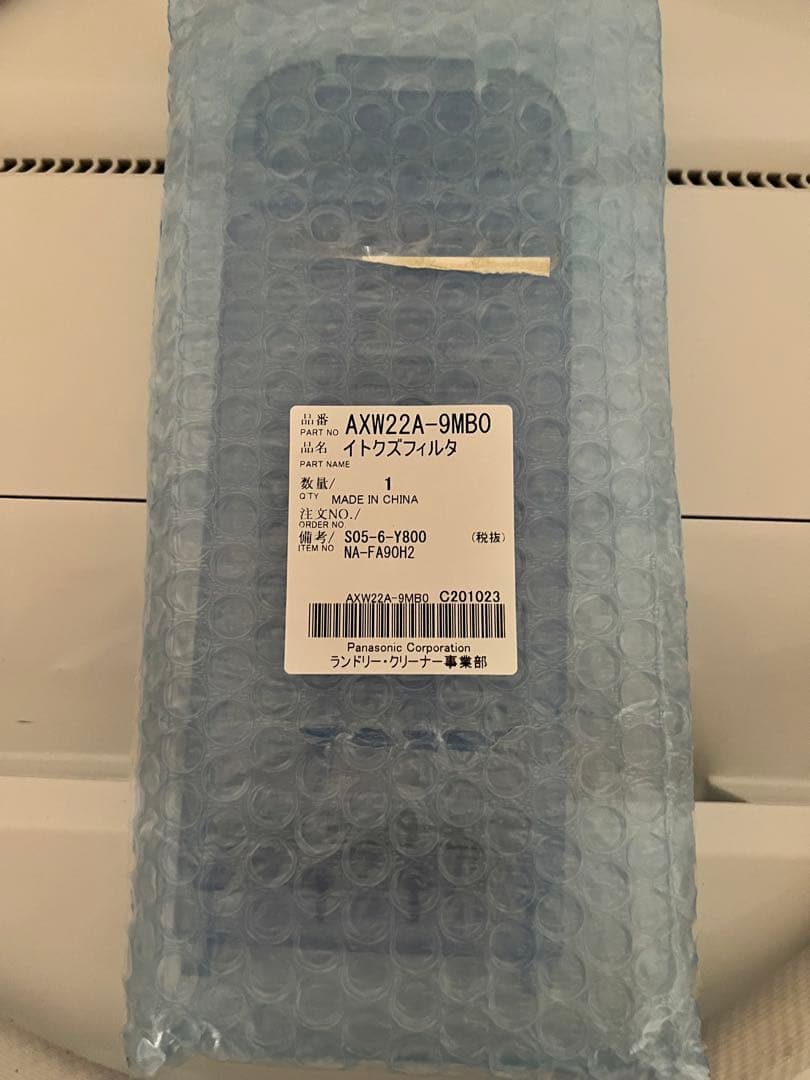 品番 AXW22A-9MB0
PART NO
品名 イトクズフィルタ
PART NAME
数量/ 1
Q'TY MADE IN CHINA
注文NO./
ORDER NO
備考/ S05-6-Y800 (税抜)
ITEM NO NA-FA90H2
AXW22A-9MB0 C201023
Panasonic Corporation
ランドリー・クリーナー事業部